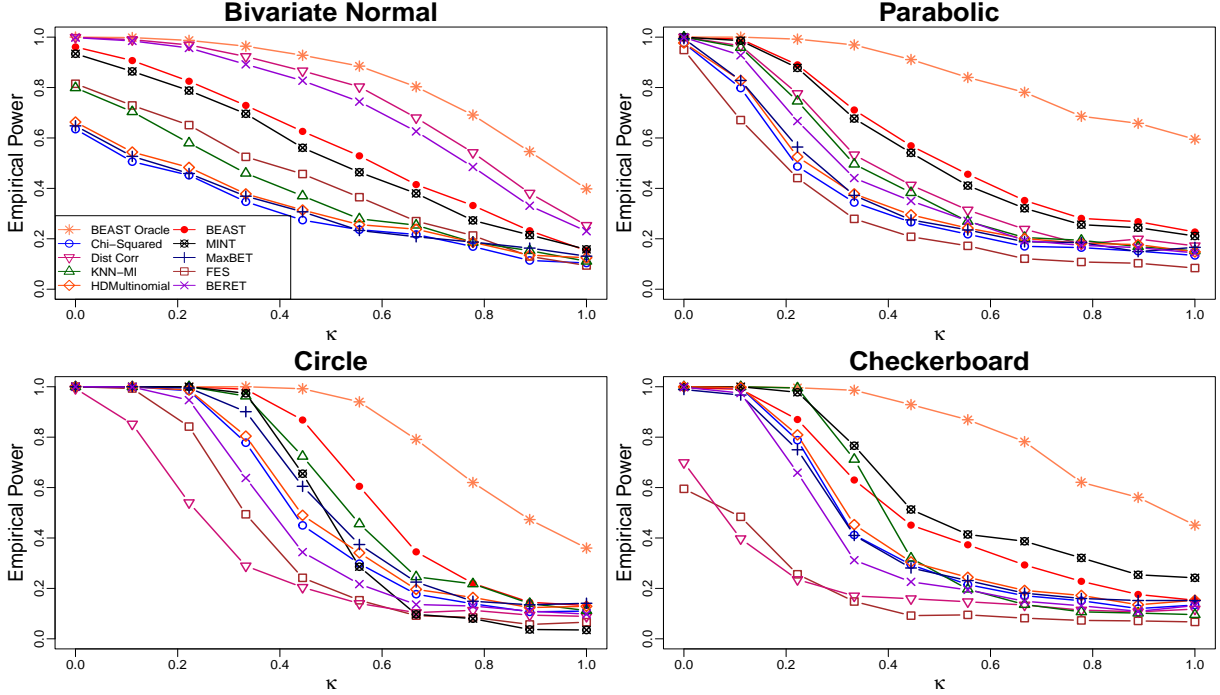 Bivariate Normal
Empirical Power
1.0
0.8
0.6
0.4
0.2
0.0
BEAST Oracle
Chi−Squared
Dist Corr
KNN−MI
HDMultinomial
BEAST
MINT
MaxBET
FES
BERET
0.0 0.2 0.4 0.6 0.8 1.0
κ
Parabolic
Empirical Power
1.0
0.8
0.6
0.4
0.2
0.0
0.0 0.2 0.4 0.6 0.8 1.0
κ
Circle
Empirical Power
1.0
0.8
0.6
0.4
0.2
0.0
0.0 0.2 0.4 0.6 0.8 1.0
κ
Checkerboard
Empirical Power
1.0
0.8
0.6
0.4
0.2
0.0
0.0 0.2 0.4 0.6 0.8 1.0
κ